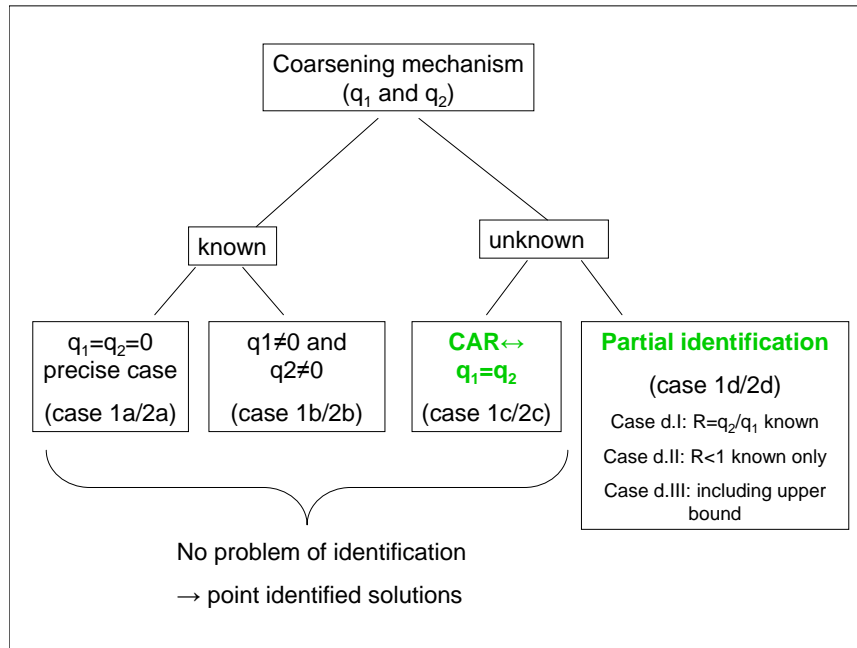 Coarsening mechanism
(q₁ and q₂)
known
unknown
q₁=q₂=0
precise case
(case 1a/2a)
q1≠0 and
q2≠0
(case 1b/2b)
CAR↔
q₁=q₂
(case 1c/2c)
Partial identification
(case 1d/2d)
Case d.I: R=q₂/q₁ known
Case d.II: R<1 known only
Case d.III: including upper
bound
No problem of identification
→ point identified solutions